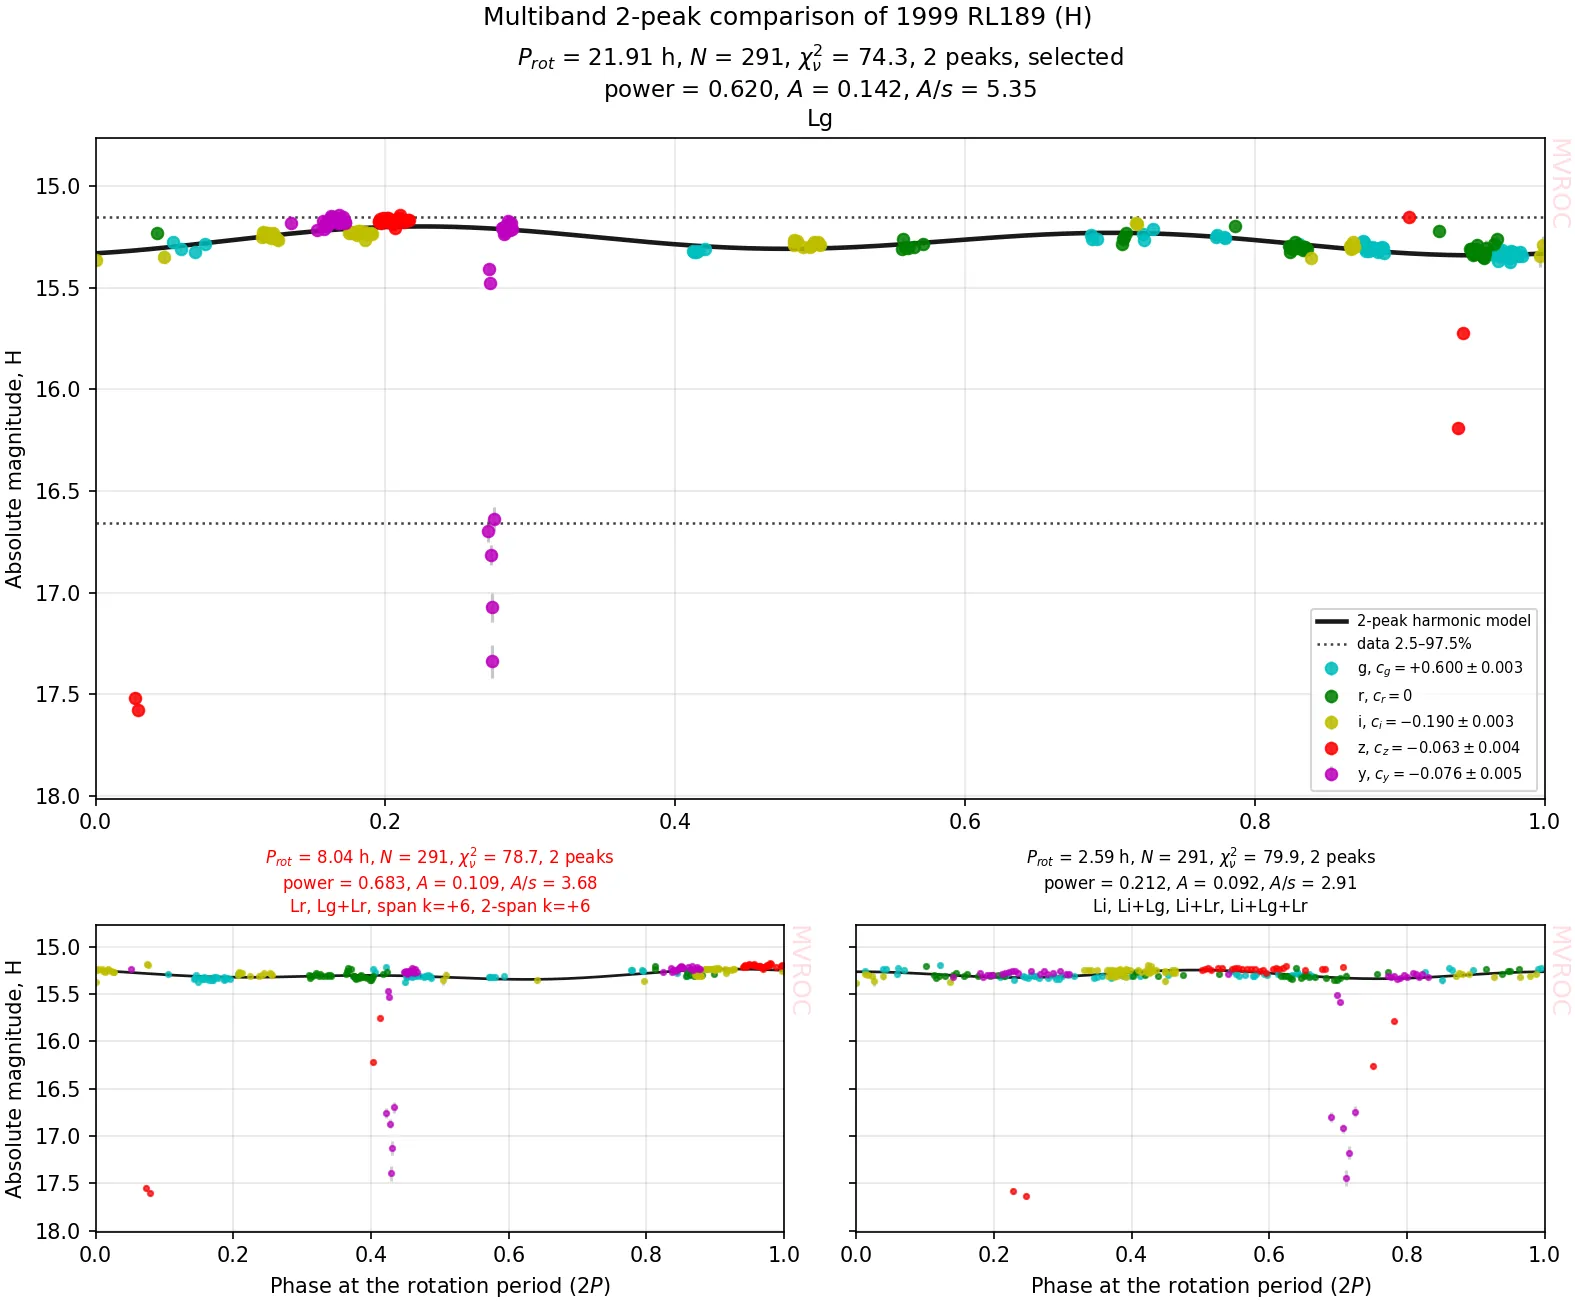 Multiband 2-peak comparison of 1999 RL189 (H)
P_rot = 21.91 h, N = 291, χ²_ν = 74.3, 2 peaks, selected
power = 0.620, A = 0.142, A/s = 5.35
Lg
MVROC
Absolute magnitude, H
15.0
15.5
16.0
16.5
17.0
17.5
18.0
0.0 0.2 0.4 0.6 0.8 1.0
2-peak harmonic model
data 2.5–97.5%
g, c_g = +0.600 ± 0.003
r, c_r = 0
i, c_i = −0.190 ± 0.003
z, c_z = −0.063 ± 0.004
y, c_y = −0.076 ± 0.005
P_rot = 8.04 h, N = 291, χ²_ν = 78.7, 2 peaks
power = 0.683, A = 0.109, A/s = 3.68
Lr, Lg+Lr, span k=+6, 2-span k=+6
MVROC
Absolute magnitude, H
15.0
15.5
16.0
16.5
17.0
17.5
18.0
0.0 0.2 0.4 0.6 0.8 1.0
Phase at the rotation period (2P)
P_rot = 2.59 h, N = 291, χ²_ν = 79.9, 2 peaks
power = 0.212, A = 0.092, A/s = 2.91
Li, Li+Lg, Li+Lr, Li+Lg+Lr
MVROC
0.0 0.2 0.4 0.6 0.8 1.0
Phase at the rotation period (2P)